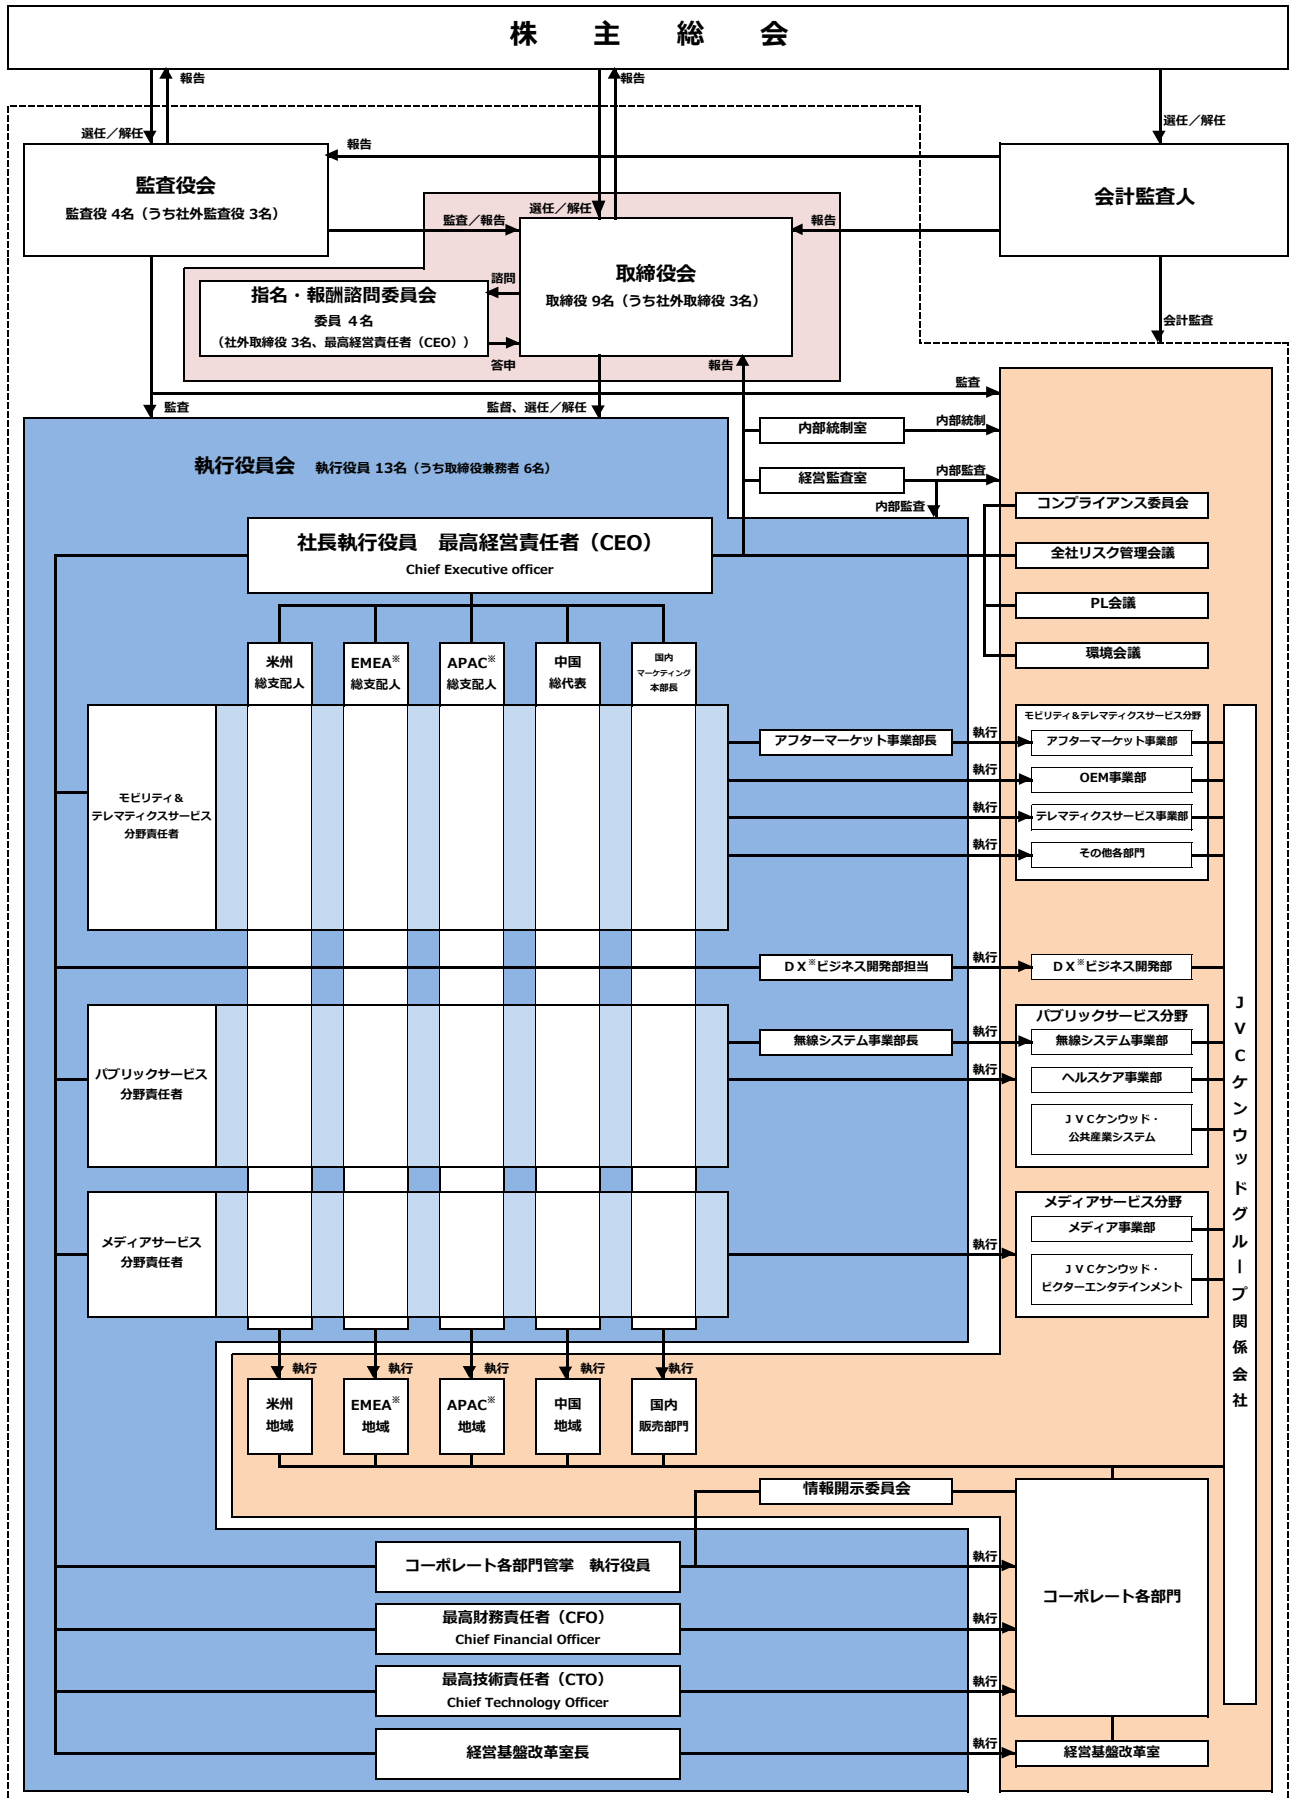 株 主 総 会
報告
報告
選任／解任
選任／解任
報告
監査役会
監査役 4名（うち社外監査役 3名）
会計監査人
監査／報告
選任／解任
報告
取締役会
取締役 9名（うち社外取締役 3名）
諮問
指名・報酬諮問委員会
委員 4名
（社外取締役 3名、最高経営責任者（CEO））
答申
会計監査
報告
監査
監査
監督、選任／解任
内部統制室
内部統制
執行役員会 執行役員 13名（うち取締役兼務者 6名）
経営監査室
内部監査
内部監査
コンプライアンス委員会
社長執行役員 最高経営責任者（CEO）
Chief Executive officer
全社リスク管理会議
PL会議
環境会議
米州
総支配人
EMEA※
総支配人
APAC※
総支配人
中国
総代表
国内
マーケティング
本部長
モビリティ＆
テレマティクスサービス
分野責任者
アフターマーケット事業部長
執行
執行
執行
執行
モビリティ＆テレマティクスサービス分野
アフターマーケット事業部
OEM事業部
テレマティクスサービス事業部
その他各部門
ＤＸ※ビジネス開発部担当
執行
ＤＸ※ビジネス開発部
パブリックサービス
分野責任者
無線システム事業部長
執行
執行
パブリックサービス分野
無線システム事業部
ヘルスケア事業部
ＪＶＣケンウッド・
公共産業システム
メディアサービス
分野責任者
執行
メディアサービス分野
メディア事業部
ＪＶＣケンウッド・
ビクターエンタテインメント
ＪＶＣケンウッドグループ関係会社
執行
執行
執行
執行
執行
米州
地域
EMEA※
地域
APAC※
地域
中国
地域
国内
販売部門
情報開示委員会
コーポレート各部門管掌 執行役員
執行
最高財務責任者（CFO）
Chief Financial Officer
執行
コーポレート各部門
最高技術責任者（CTO）
Chief Technology Officer
執行
経営基盤改革室長
執行
経営基盤改革室